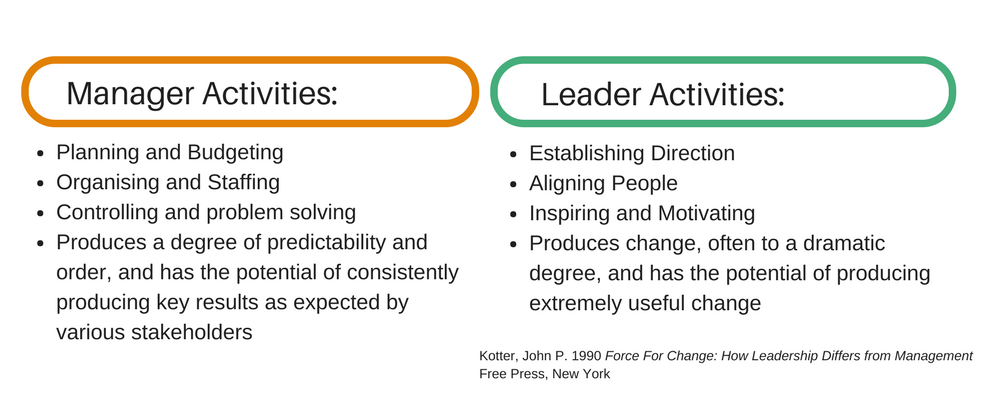 Manager Activities:
• Planning and Budgeting
• Organising and Staffing
• Controlling and problem solving
• Produces a degree of predictability and
order, and has the potential of consistently
producing key results as expected by
various stakeholders
Leader Activities:
• Establishing Direction
• Aligning People
• Inspiring and Motivating
• Produces change, often to a dramatic
degree, and has the potential of producing
extremely useful change
Kotter, John P. 1990 Force For Change: How Leadership Differs from Management
Free Press, New York